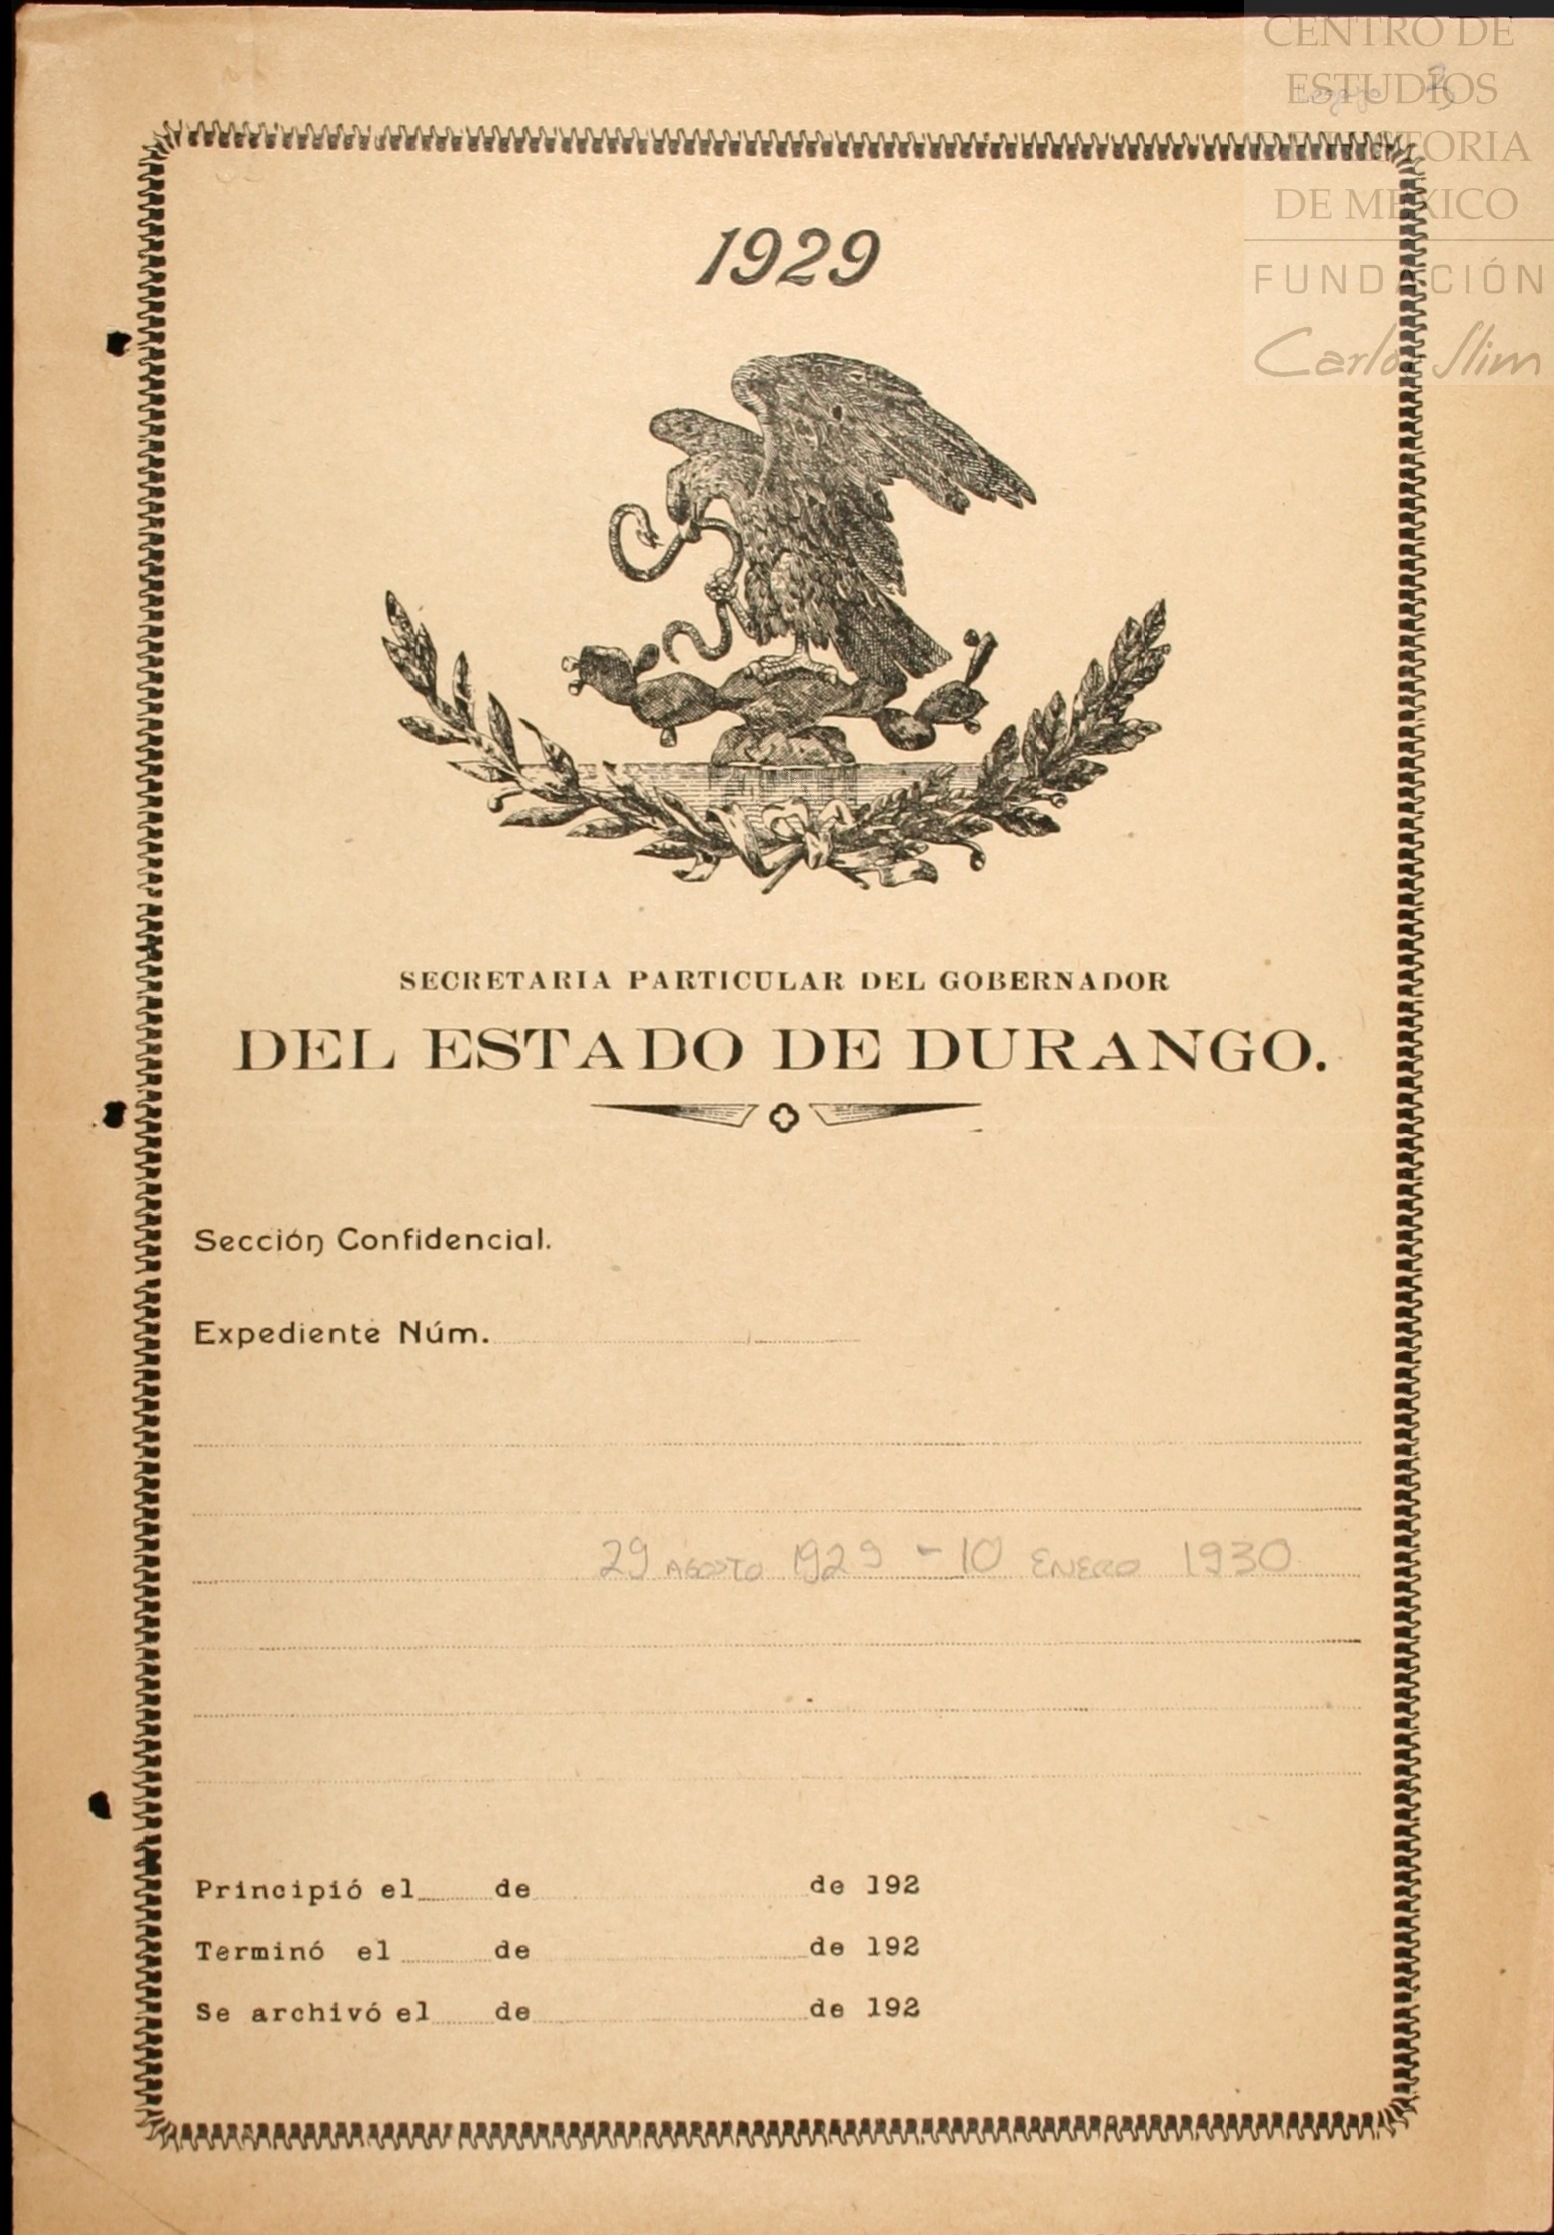 CENTRO DE
ESTUDIOS
DE HISTORIA
DE MEXICO
FUNDACIÓN
Carlos Slim
1929
SECRETARIA PARTICULAR DEL GOBERNADOR
DEL ESTADO DE DURANGO.
Sección Confidencial.
Expediente Núm.
29 AGOSTO 1929 - 10 ENERO 1930
Principió el de de 192
Terminó el de de 192
Se archivó el de de 192